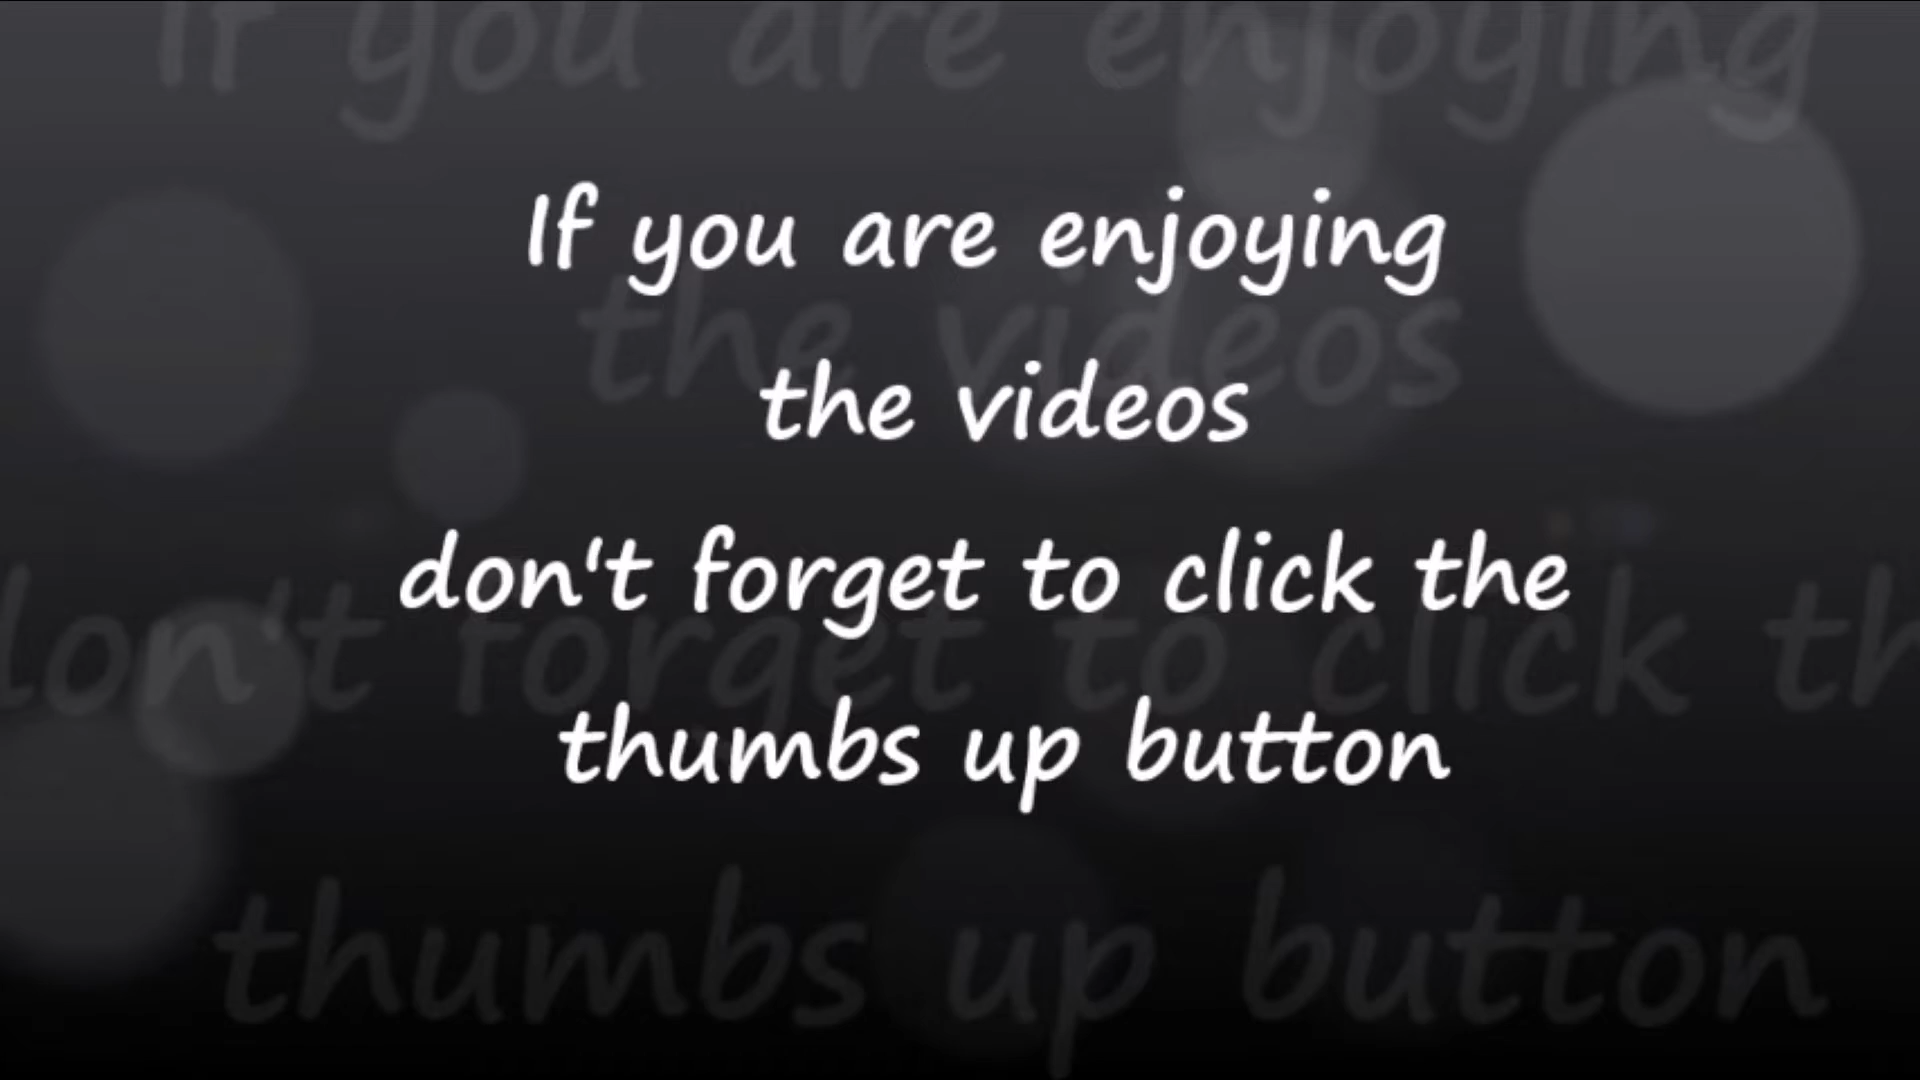 If you are enjoying
the videos
don't forget to click the
thumbs up button